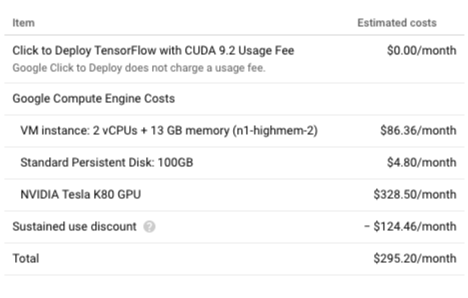 Item Estimated costs
Click to Deploy TensorFlow with CUDA 9.2 Usage Fee $0.00/month
Google Click to Deploy does not charge a usage fee.
Google Compute Engine Costs
VM instance: 2 vCPUs + 13 GB memory (n1-highmem-2) $86.36/month
Standard Persistent Disk: 100GB $4.80/month
NVIDIA Tesla K80 GPU $328.50/month
Sustained use discount ? − $124.46/month
Total $295.20/month